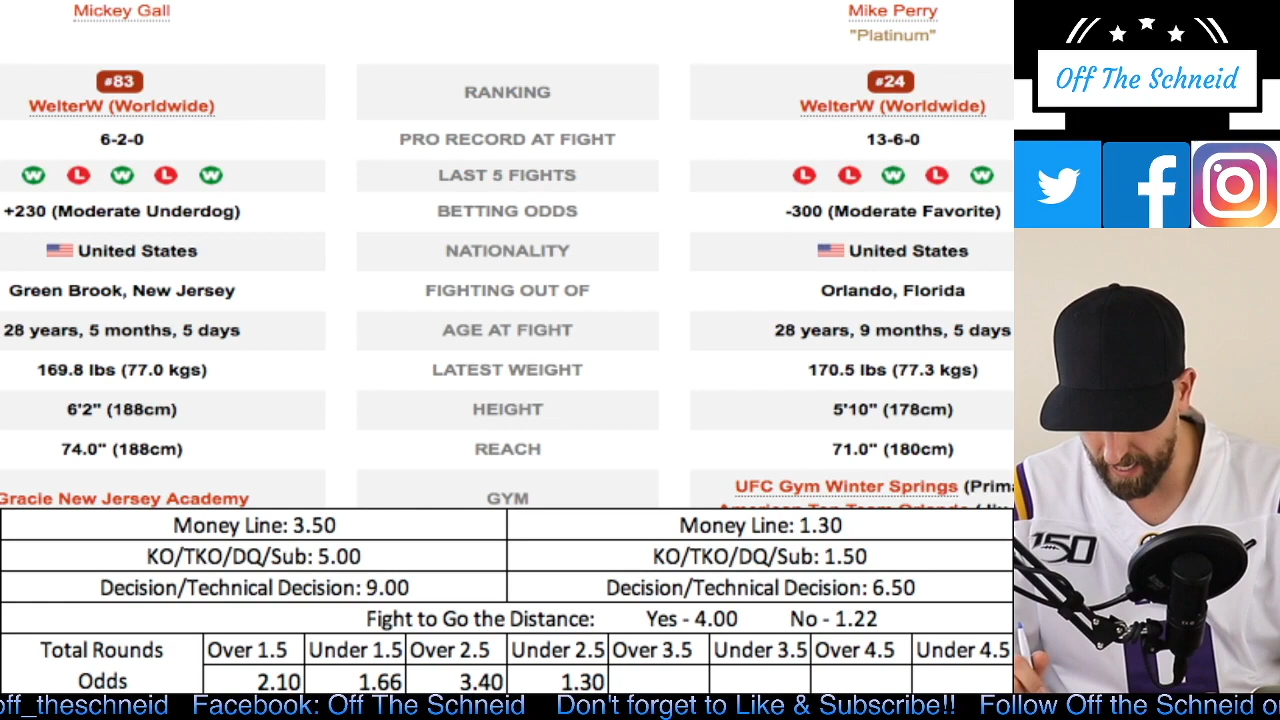 Mickey Gall
Mike Perry
"Platinum"
#83
WelterW (Worldwide)
RANKING
#24
WelterW (Worldwide)
6-2-0
PRO RECORD AT FIGHT
13-6-0
W L W L W
LAST 5 FIGHTS
L L W L W
+230 (Moderate Underdog)
BETTING ODDS
-300 (Moderate Favorite)
United States
NATIONALITY
United States
Green Brook, New Jersey
FIGHTING OUT OF
Orlando, Florida
28 years, 5 months, 5 days
AGE AT FIGHT
28 years, 9 months, 5 days
169.8 lbs (77.0 kgs)
LATEST WEIGHT
170.5 lbs (77.3 kgs)
6'2" (188cm)
HEIGHT
5'10" (178cm)
74.0" (188cm)
REACH
71.0" (180cm)
Gracie New Jersey Academy
GYM
UFC Gym Winter Springs (Prima
Money Line: 3.50
Money Line: 1.30
KO/TKO/DQ/Sub: 5.00
KO/TKO/DQ/Sub: 1.50
Decision/Technical Decision: 9.00
Decision/Technical Decision: 6.50
Fight to Go the Distance: Yes - 4.00 No - 1.22
Total Rounds Over 1.5 Under 1.5 Over 2.5 Under 2.5 Over 3.5 Under 3.5 Over 4.5 Under 4.5
Odds 2.10 1.66 3.40 1.30
off_theschneid Facebook: Off The Schneid Don't forget to Like & Subscribe!! Follow Off the Schneid o
Off The Schneid
150